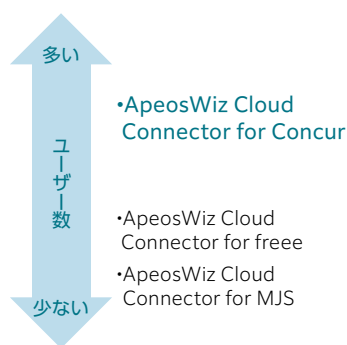 多い
ユーザー数
•ApeosWiz Cloud
Connector for Concur
•ApeosWiz Cloud
Connector for freee
•ApeosWiz Cloud
Connector for MJS
少ない